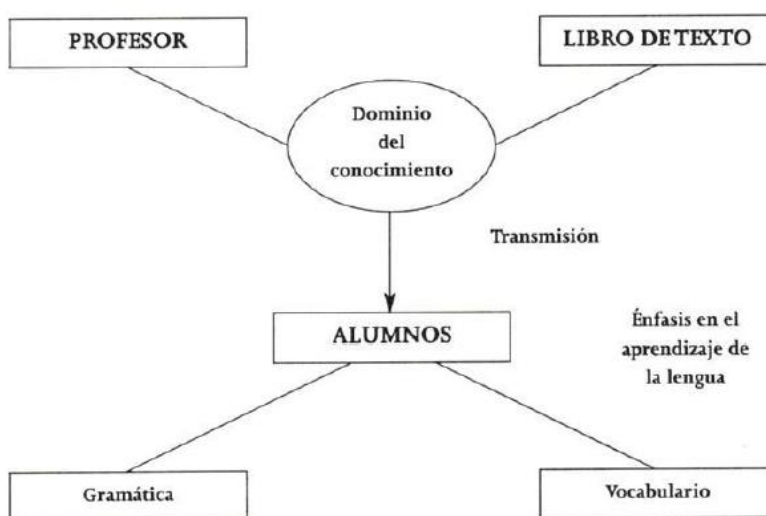 PROFESOR
LIBRO DE TEXTO
Dominio
del
conocimiento
Transmisión
ALUMNOS
Énfasis en el
aprendizaje de
la lengua
Gramática
Vocabulario